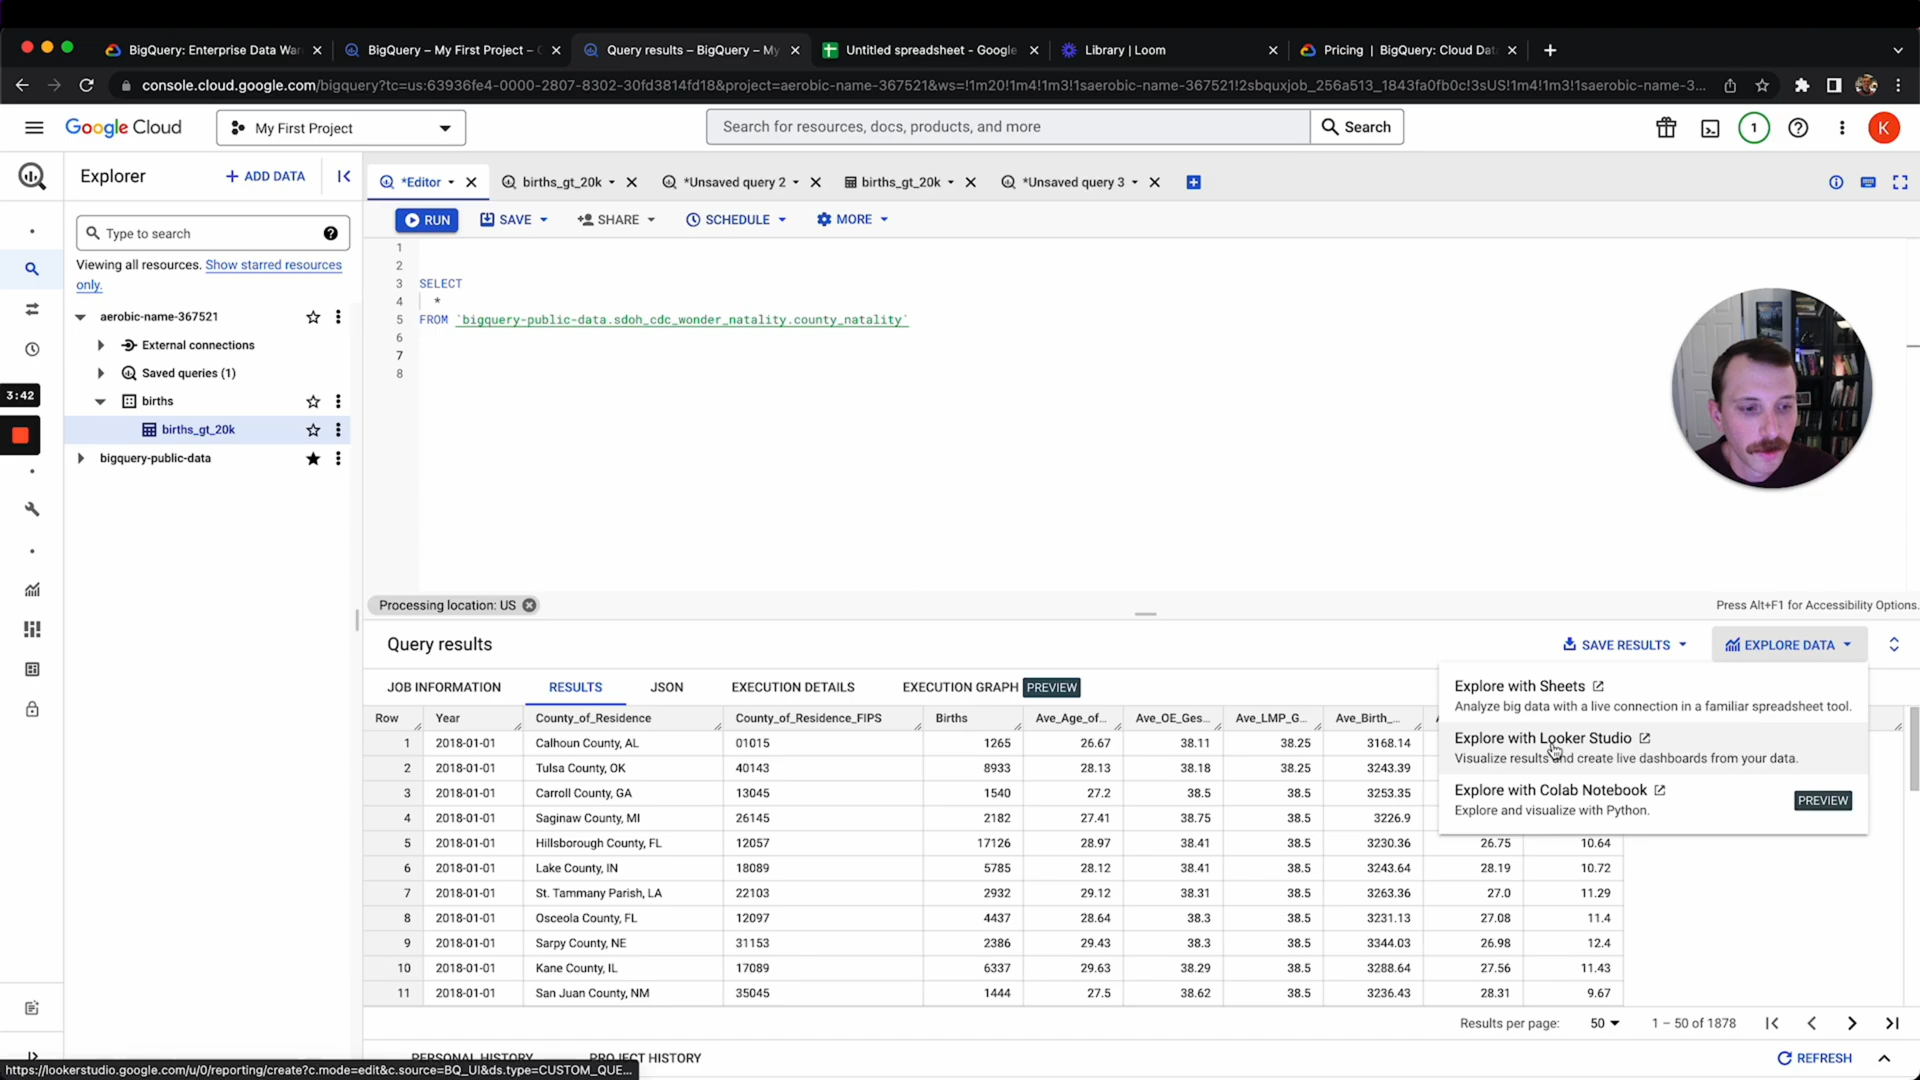 BigQuery: Enterprise Data War
BigQuery – My First Project –
Query results – BigQuery – My
Untitled spreadsheet - Google
Library | Loom
Pricing | BigQuery: Cloud Data
console.cloud.google.com/bigquery?tc=us:63936fe4-0000-2807-8302-30fd3814fd18&project=aerobic-name-367521&ws=!1m20!1m4!1m3!1saerobic-name-367521!2sbquxjob_256a513_1843fa0fb0c!3sUS!1m4!1m3!1saerobic-name-3...
Google Cloud
My First Project
Search for resources, docs, products, and more
Search
1
K
Explorer
+ ADD DATA
*Editor
births_gt_20k
*Unsaved query 2
births_gt_20k
*Unsaved query 3
Type to search
RUN
SAVE
SHARE
SCHEDULE
MORE
Viewing all resources. Show starred resources
only.
aerobic-name-367521
External connections
Saved queries (1)
births
births_gt_20k
bigquery-public-data
3:42
1
2
3 SELECT
4 *
5 FROM `bigquery-public-data.sdoh_cdc_wonder_natality.county_natality`
6
7
8
Processing location: US
Press Alt+F1 for Accessibility Options.
Query results
SAVE RESULTS
EXPLORE DATA
JOB INFORMATION
RESULTS
JSON
EXECUTION DETAILS
EXECUTION GRAPH PREVIEW
Explore with Sheets
Analyze big data with a live connection in a familiar spreadsheet tool.
Explore with Looker Studio
Visualize results and create live dashboards from your data.
Explore with Colab Notebook
Explore and visualize with Python.
PREVIEW
Row Year County_of_Residence County_of_Residence_FIPS Births Ave_Age_of... Ave_OE_Ges... Ave_LMP_G... Ave_Birth_...
1 2018-01-01 Calhoun County, AL 01015 1265 26.67 38.11 38.25 3168.14
2 2018-01-01 Tulsa County, OK 40143 8933 28.13 38.18 38.25 3243.39
3 2018-01-01 Carroll County, GA 13045 1540 27.2 38.5 38.5 3253.35
4 2018-01-01 Saginaw County, MI 26145 2182 27.41 38.75 38.5 3226.9
5 2018-01-01 Hillsborough County, FL 12057 17126 28.97 38.41 38.5 3230.36 26.75 10.64
6 2018-01-01 Lake County, IN 18089 5785 28.12 38.41 38.5 3243.64 28.19 10.72
7 2018-01-01 St. Tammany Parish, LA 22103 2932 29.12 38.31 38.5 3263.36 27.0 11.29
8 2018-01-01 Osceola County, FL 12097 4437 28.64 38.3 38.5 3231.13 27.08 11.4
9 2018-01-01 Sarpy County, NE 31153 2386 29.43 38.3 38.5 3344.03 26.98 12.4
10 2018-01-01 Kane County, IL 17089 6337 29.63 38.29 38.5 3288.64 27.56 11.43
11 2018-01-01 San Juan County, NM 35045 1444 27.5 38.62 38.5 3236.43 28.31 9.67
Results per page: 50 1 – 50 of 1878
PERSONAL HISTORY
PROJECT HISTORY
REFRESH
https://lookerstudio.google.com/u/0/reporting/create?c.mode=edit&c.source=BQ_UI&ds.type=CUSTOM_QUE...